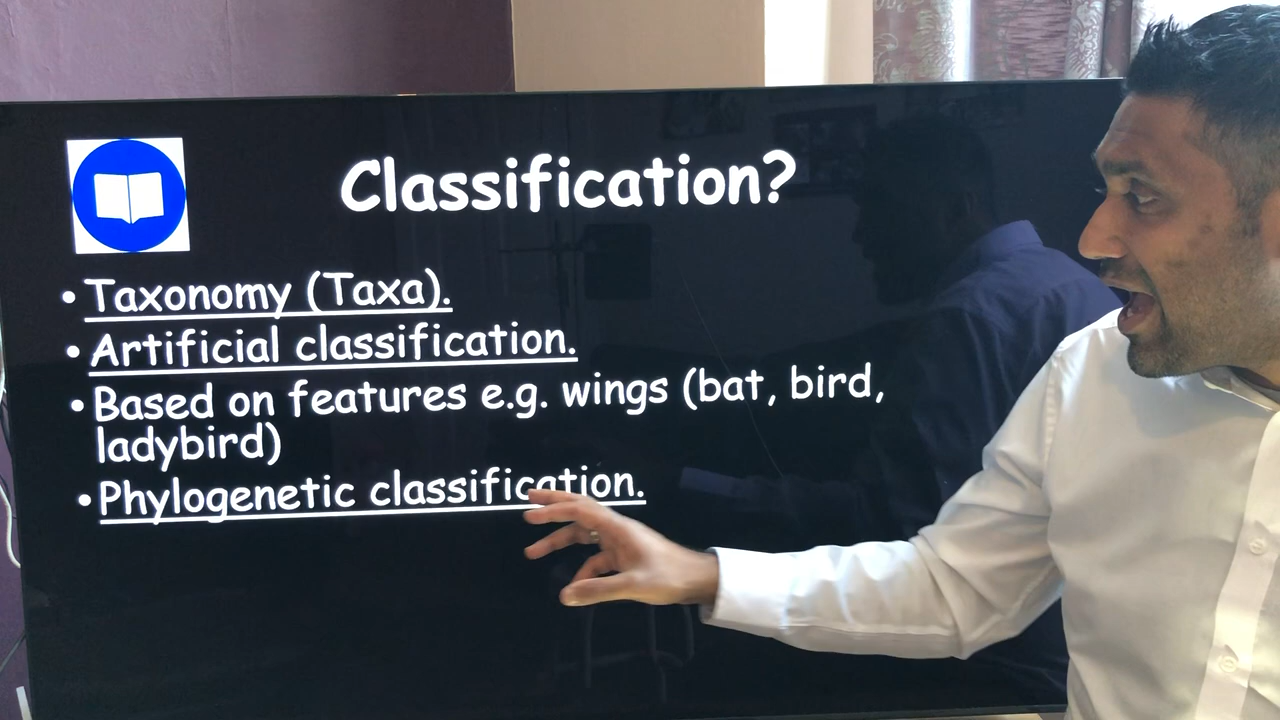 Classification?
• Taxonomy (Taxa).
• Artificial classification.
• Based on features e.g. wings (bat, bird,
ladybird)
• Phylogenetic classification.